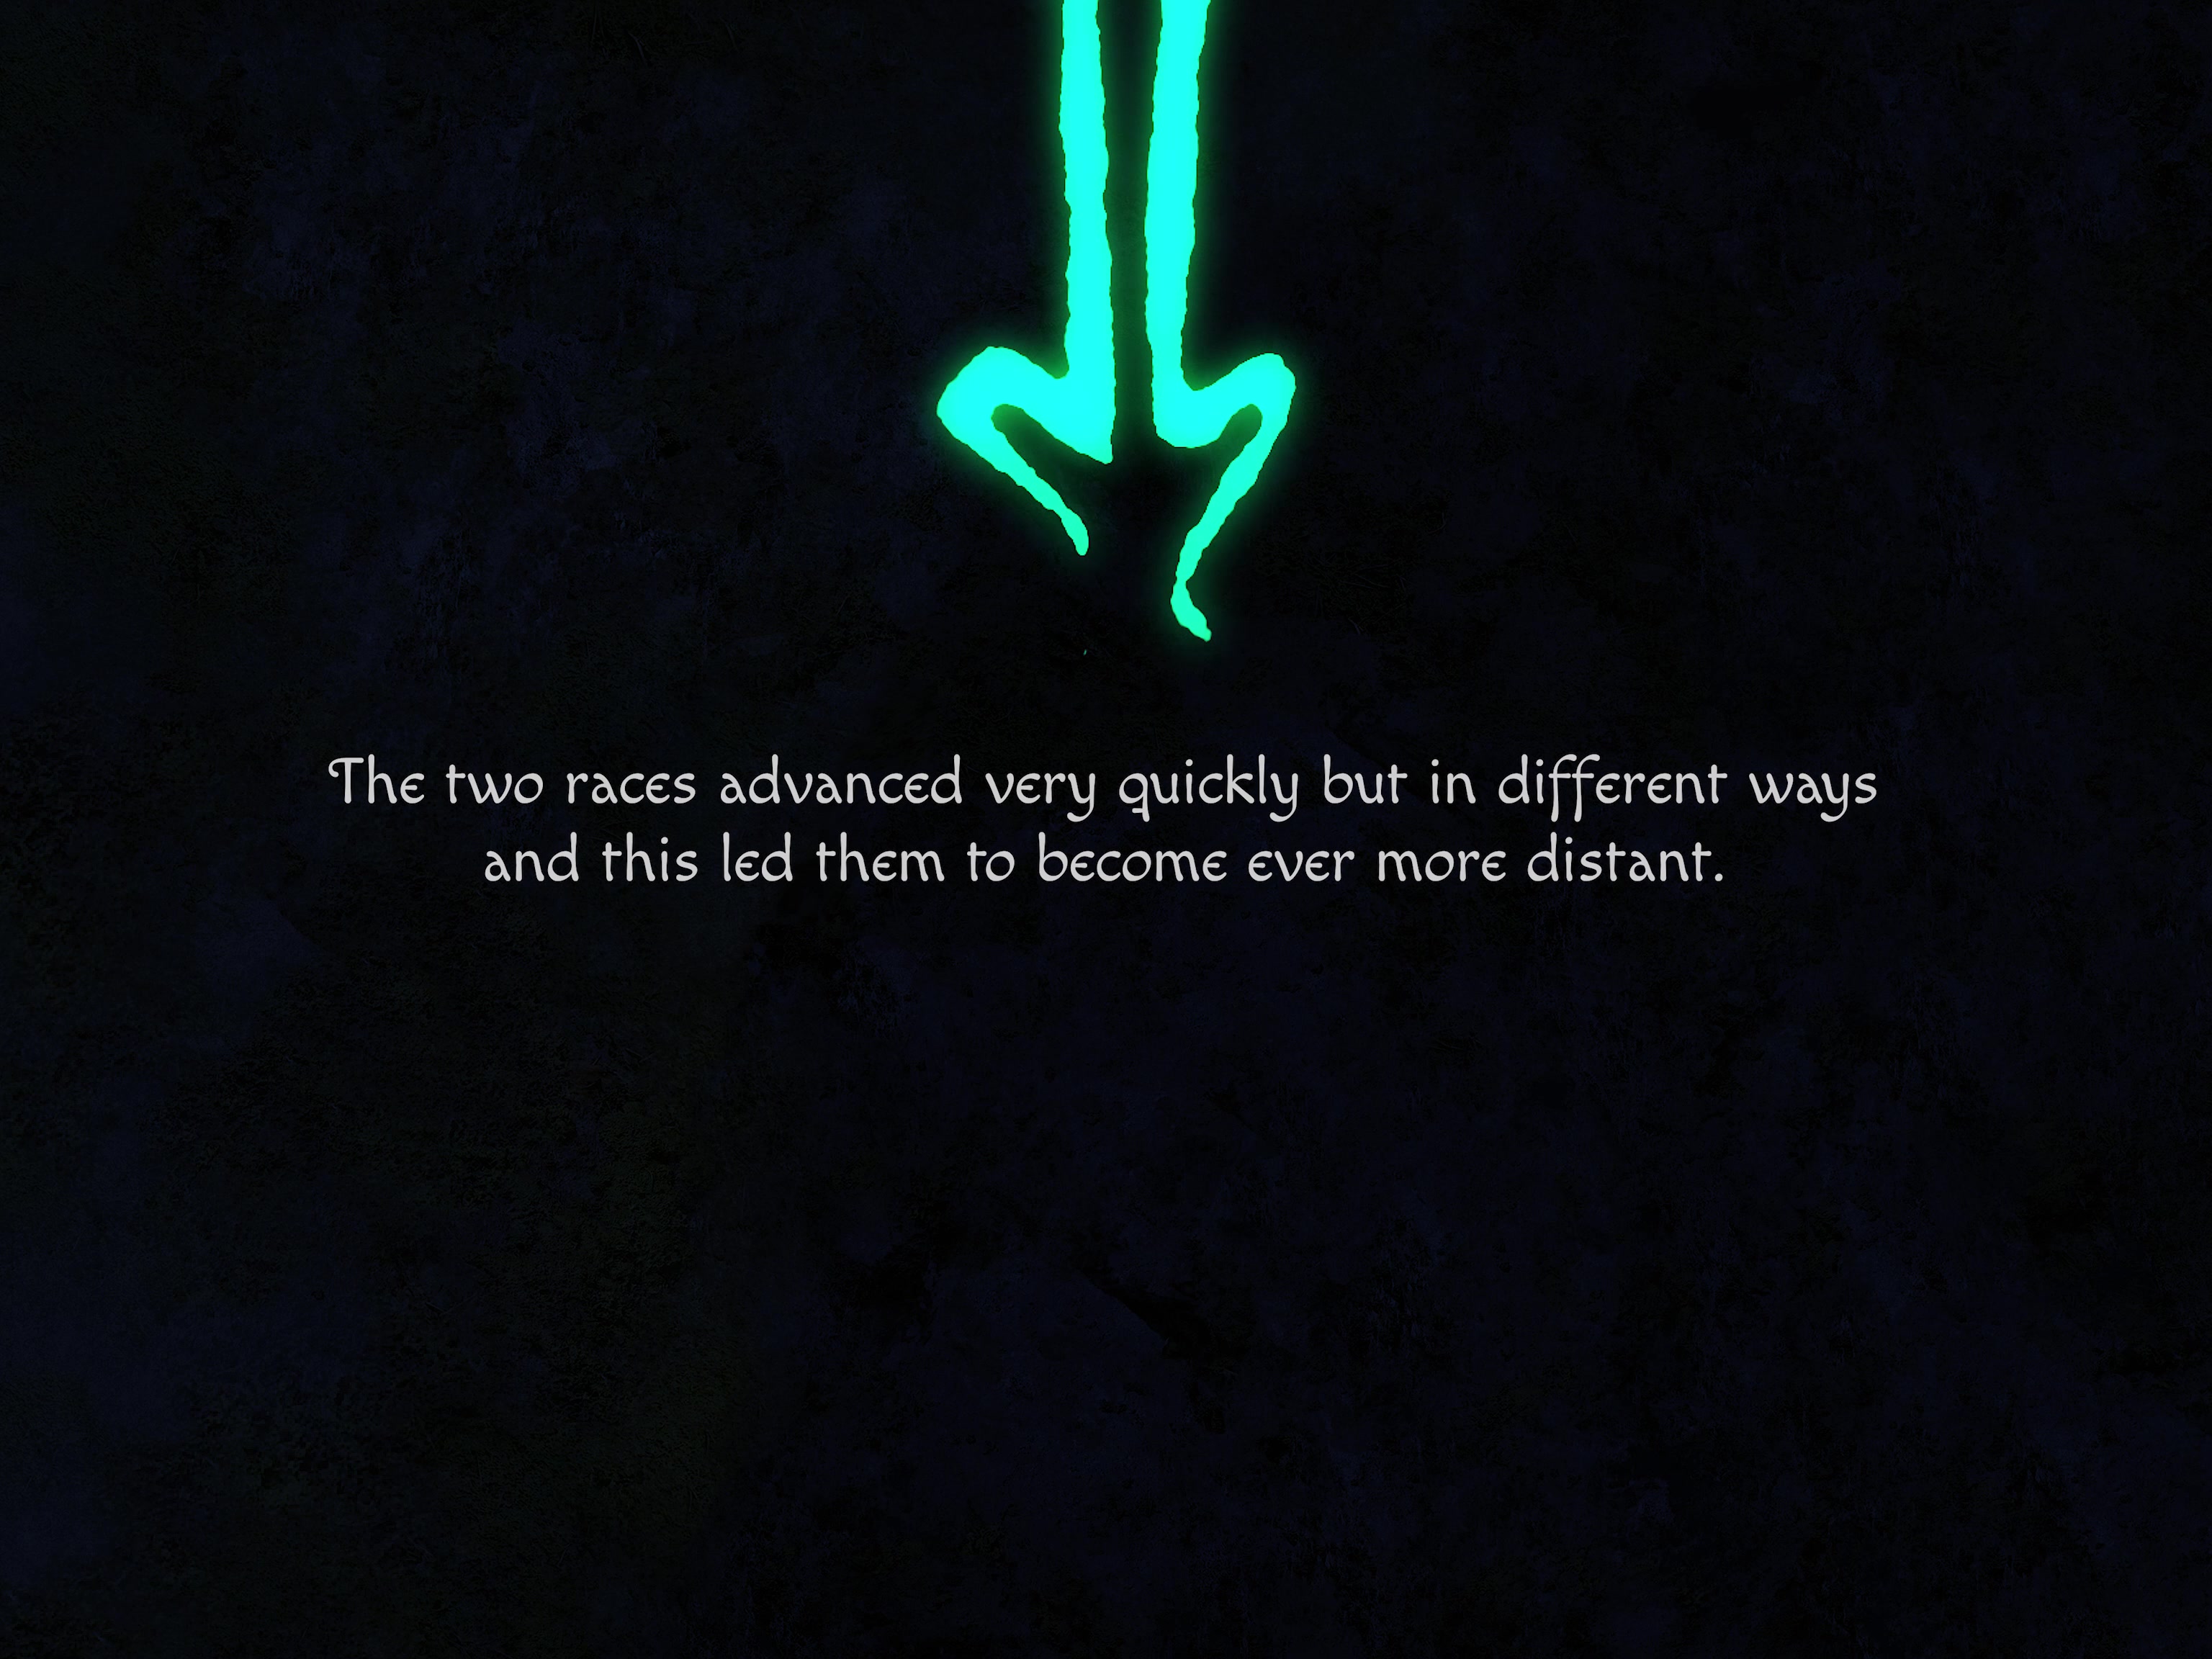 The two races advanced very quickly but in different ways
and this led them to become ever more distant.